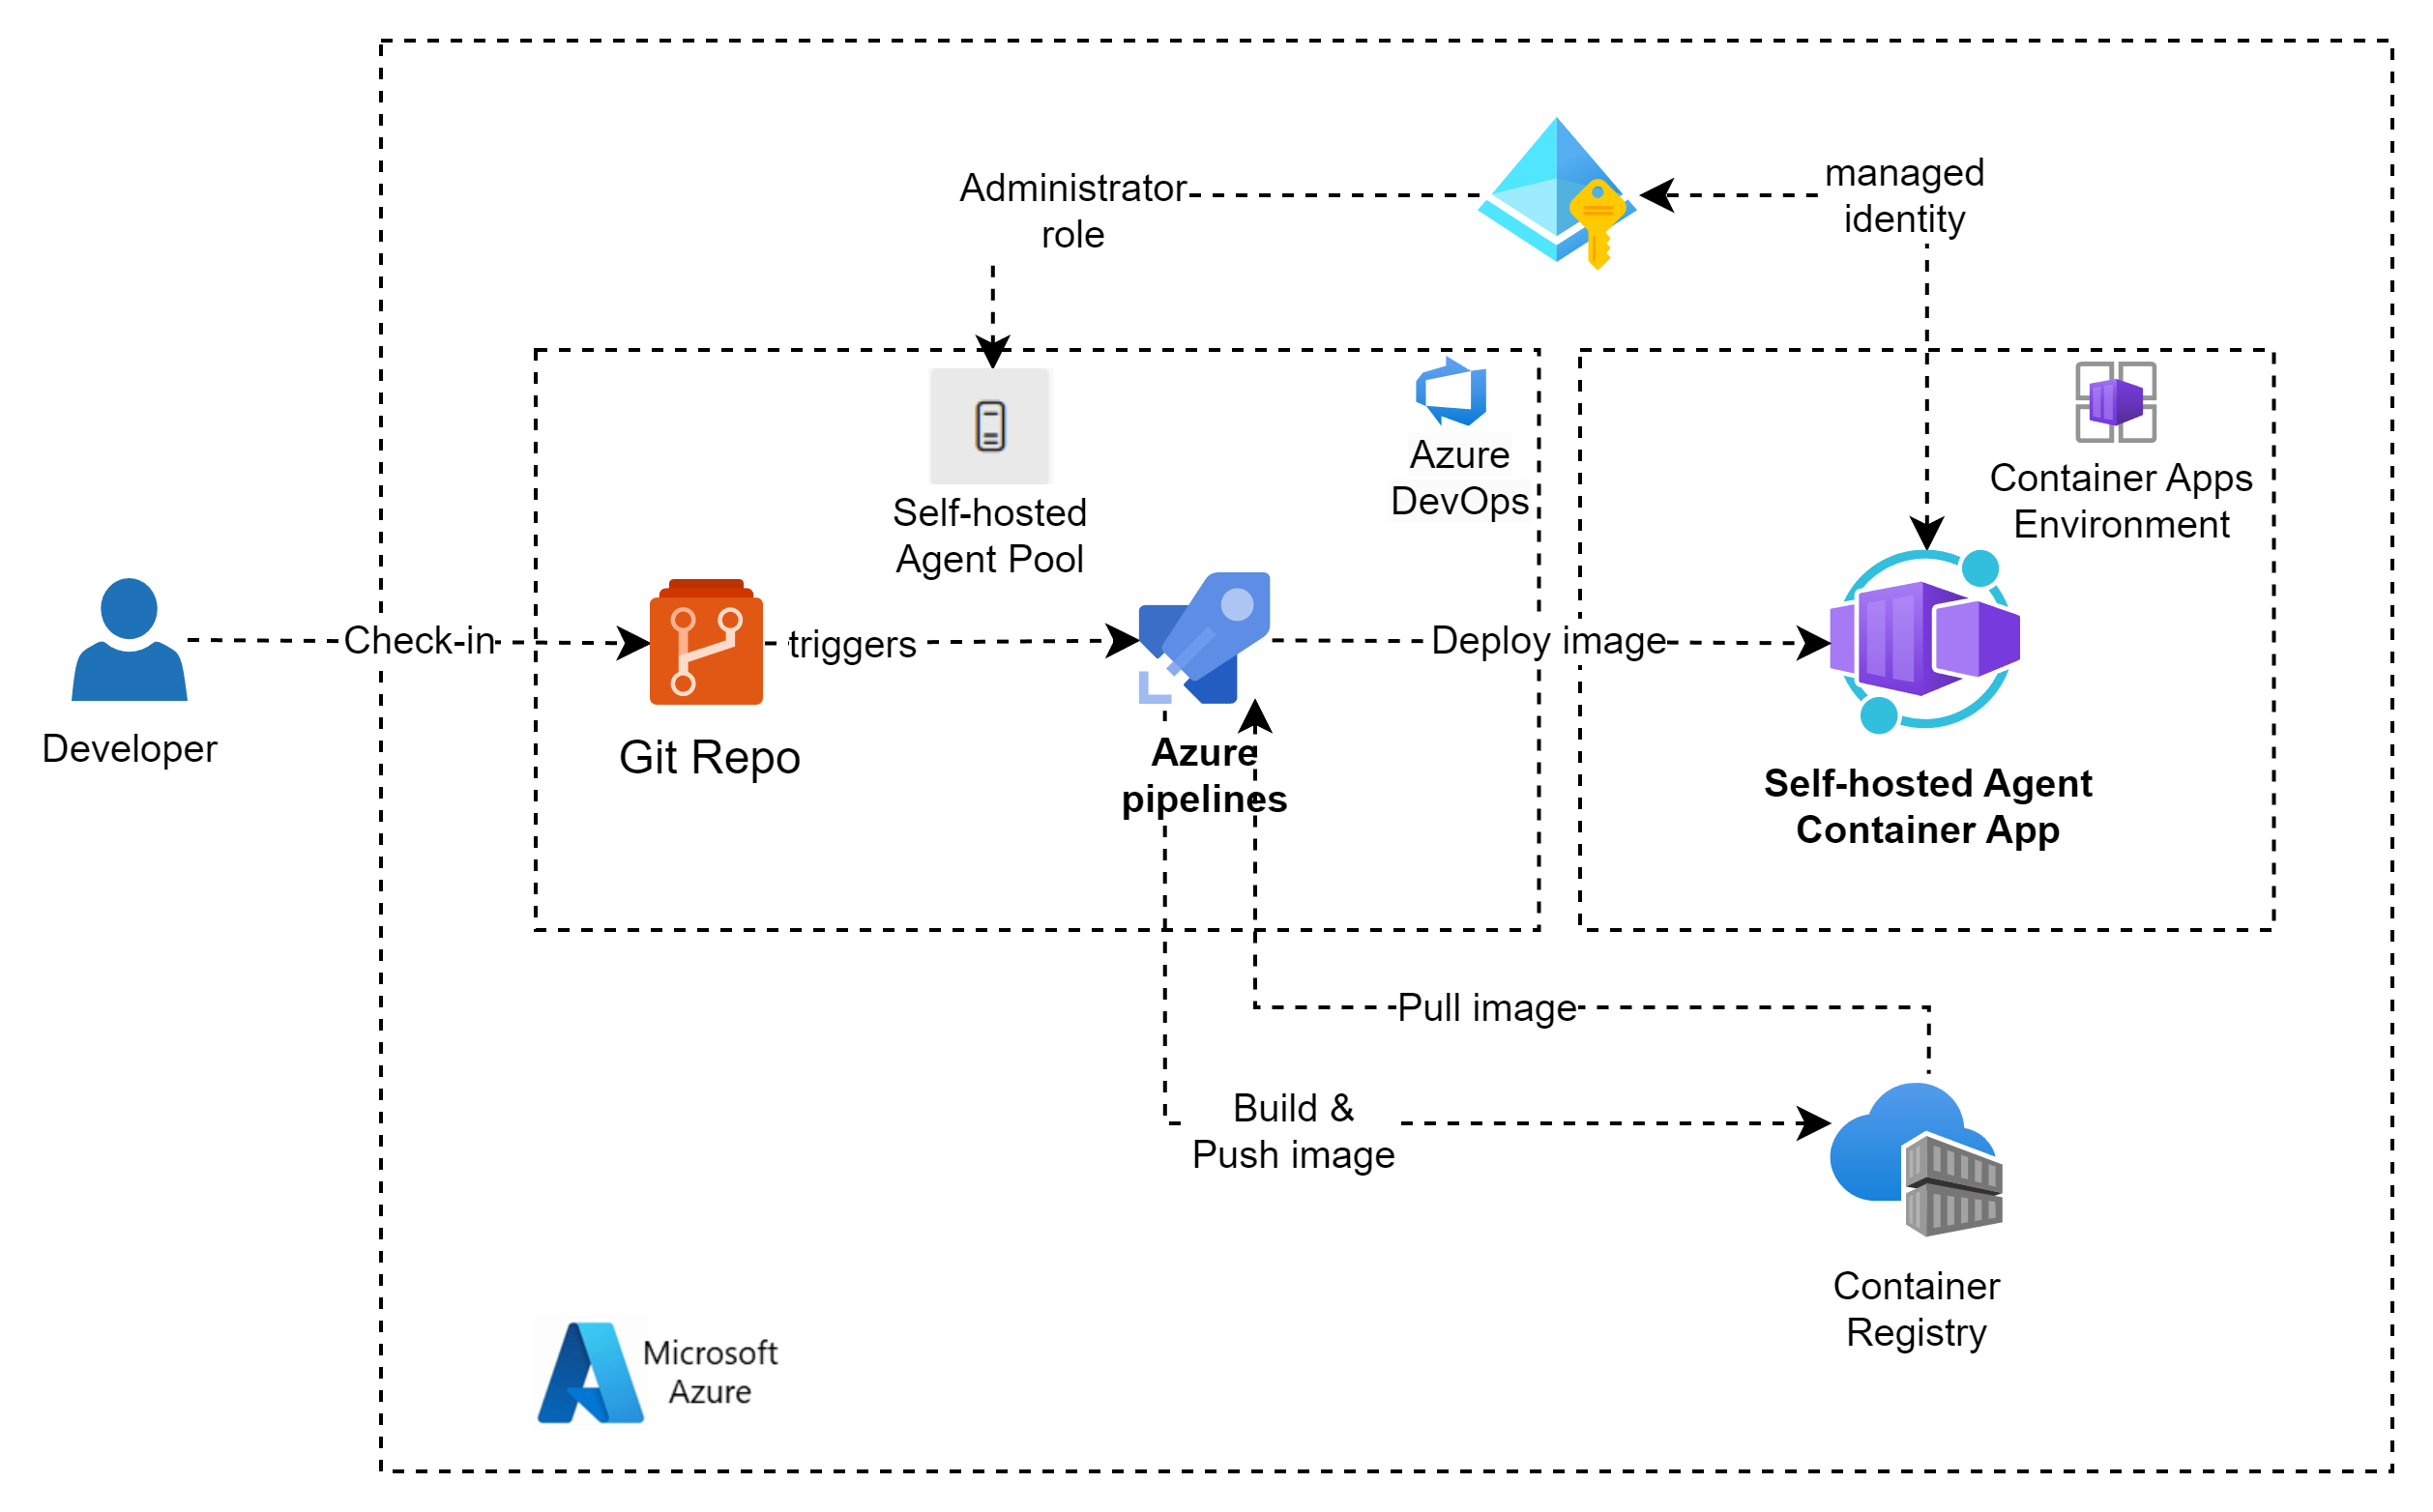 Administrator
role
managed
identity
Self-hosted
Agent Pool
Azure
DevOps
Container Apps
Environment
Developer
Check-in
Git Repo
triggers
Azure
pipelines
Deploy image
Self-hosted Agent
Container App
Pull image
Build &
Push image
Container
Registry
Microsoft
Azure